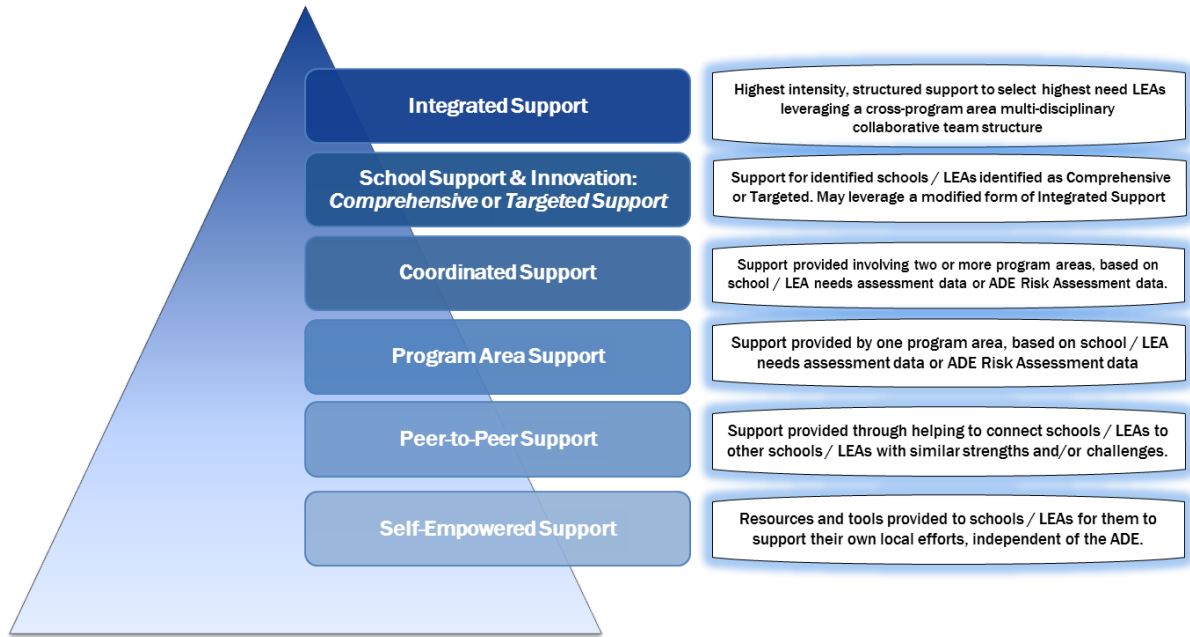 Integrated Support
Highest intensity, structured support to select highest need LEAs
leveraging a cross-program area multi-disciplinary
collaborative team structure
School Support & Innovation:
Comprehensive or Targeted Support
Support for identified schools / LEAs identified as Comprehensive
or Targeted. May leverage a modified form of Integrated Support
Coordinated Support
Support provided involving two or more program areas, based on
school / LEA needs assessment data or ADE Risk Assessment data.
Program Area Support
Support provided by one program area, based on school / LEA
needs assessment data or ADE Risk Assessment data
Peer-to-Peer Support
Support provided through helping to connect schools / LEAs to
other schools / LEAs with similar strengths and/or challenges.
Self-Empowered Support
Resources and tools provided to schools / LEAs for them to
support their own local efforts, independent of the ADE.